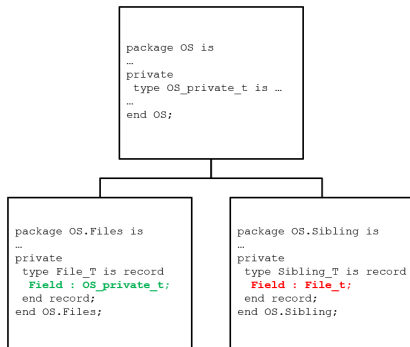 package OS is
…
private
type OS_private_t is …
…
end OS;
package OS.Files is
…
private
type File_T is record
Field : OS_private_t;
end record;
end OS.Files;
package OS.Sibling is
…
private
type Sibling_T is record
Field : File_t;
end record;
end OS.Sibling;